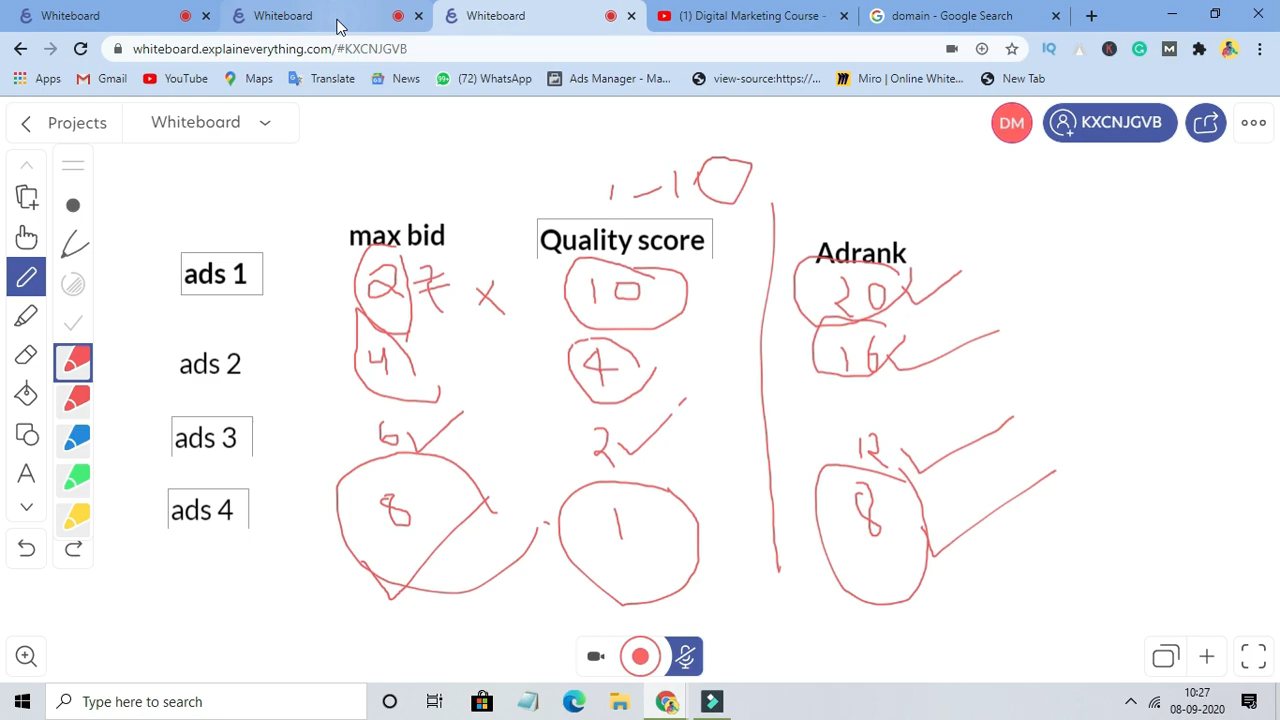 Whiteboard
Whiteboard
Whiteboard
(1) Digital Marketing Course -
domain - Google Search
whiteboard.explaineverything.com/#KXCNJGVB
Apps
Gmail
YouTube
Maps
Translate
News
(72) WhatsApp
Ads Manager - Ma...
view-source:https://...
Miro | Online White...
New Tab
Projects
Whiteboard
DM
KXCNJGVB
1 - 10
max bid
Quality score
Adrank
ads 1
2 ₹ x
10
20
ads 2
4
4
16
ads 3
6
2
12
ads 4
8
1
8
Type here to search
0:27
08-09-2020